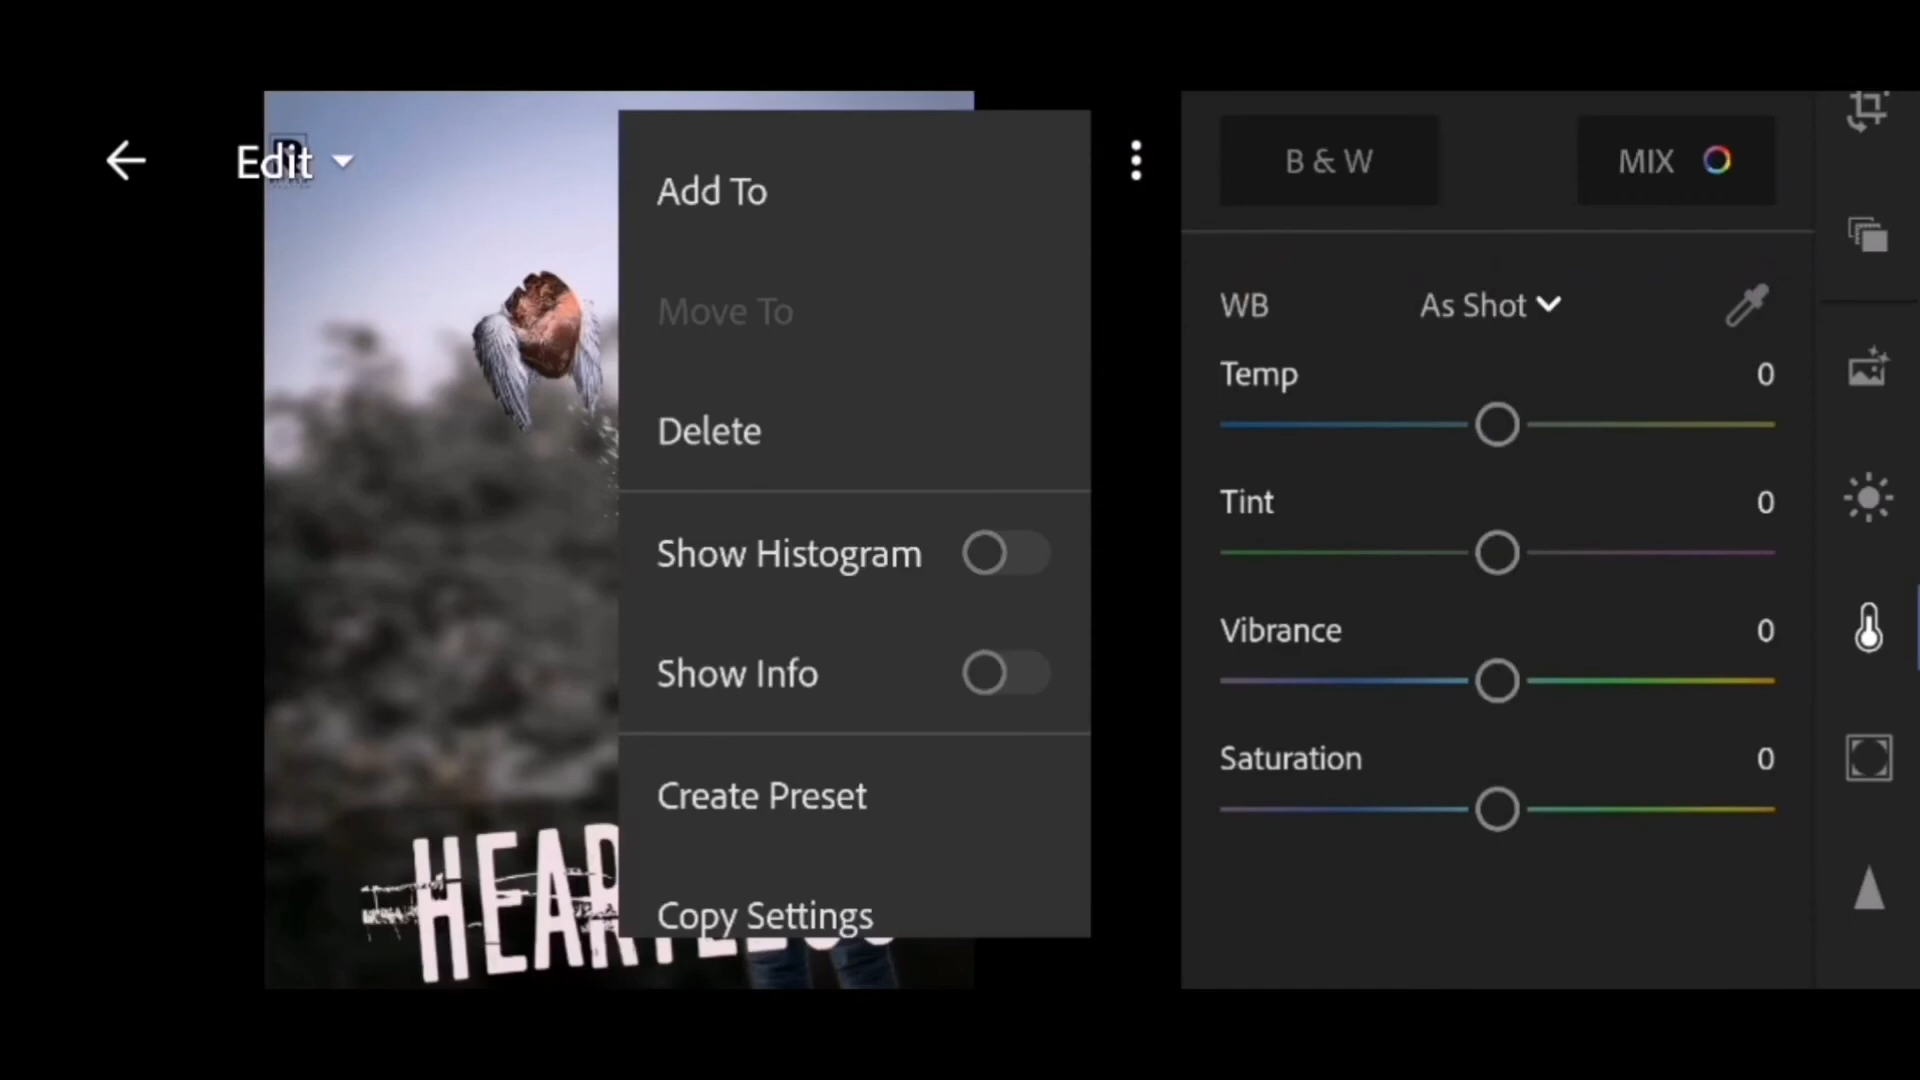 Edit
Add To
Move To
Delete
Show Histogram
Show Info
Create Preset
Copy Settings
B & W
MIX
WB
As Shot
Temp
0
Tint
0
Vibrance
0
Saturation
0